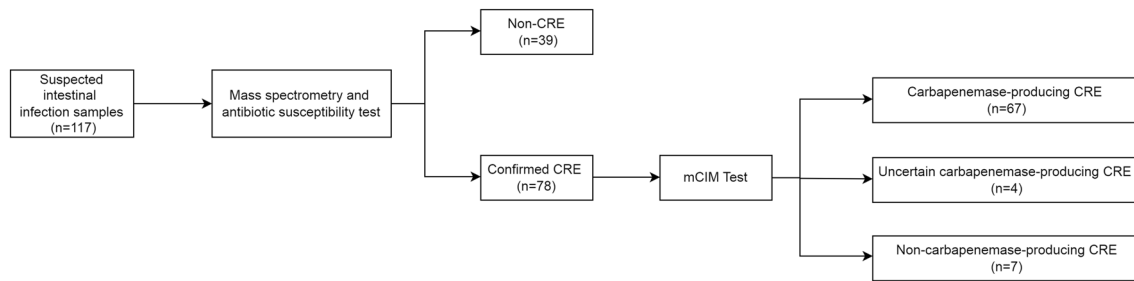 Suspected
intestinal
infection samples
(n=117)
Mass spectrometry and
antibiotic susceptibility test
Non-CRE
(n=39)
Confirmed CRE
(n=78)
mCIM Test
Carbapenemase-producing CRE
(n=67)
Uncertain carbapenemase-producing CRE
(n=4)
Non-carbapenemase-producing CRE
(n=7)